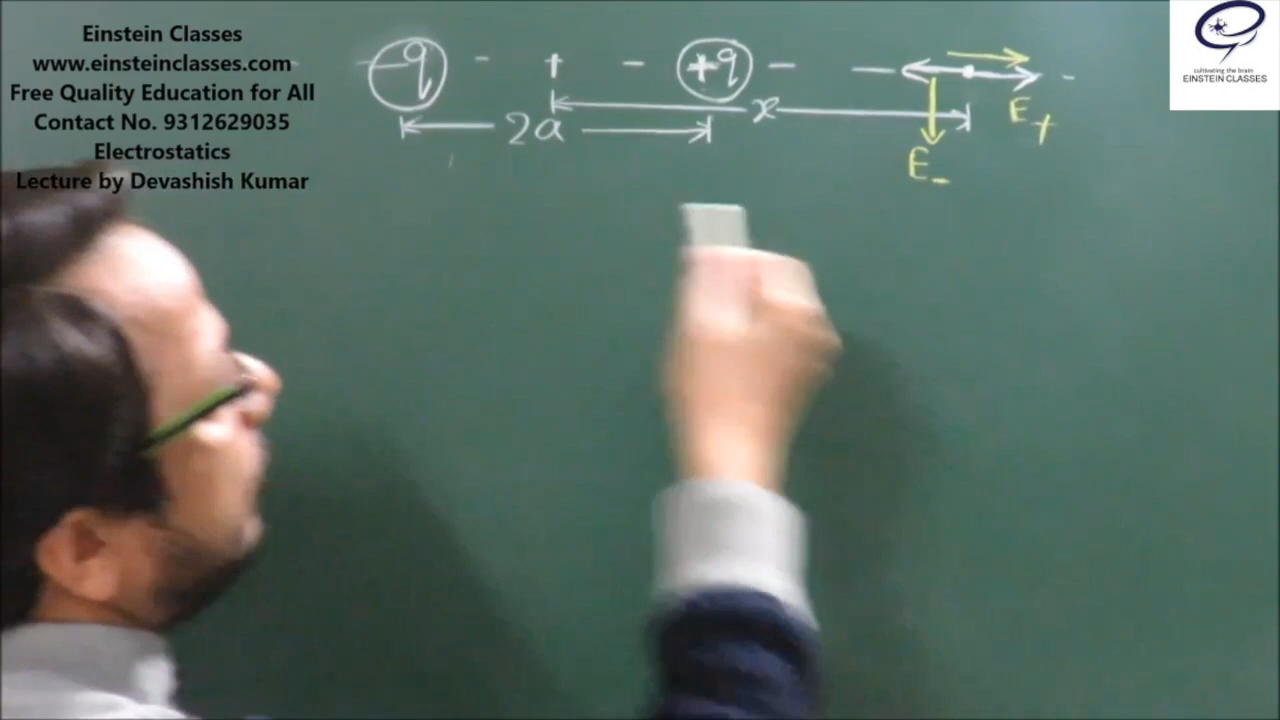 Einstein Classes
www.einsteinclasses.com
Free Quality Education for All
Contact No. 9312629035
Electrostatics
Lecture by Devashish Kumar
cultivating the brain
EINSTEIN CLASSES
-q
+q
2a
x
E+
E-